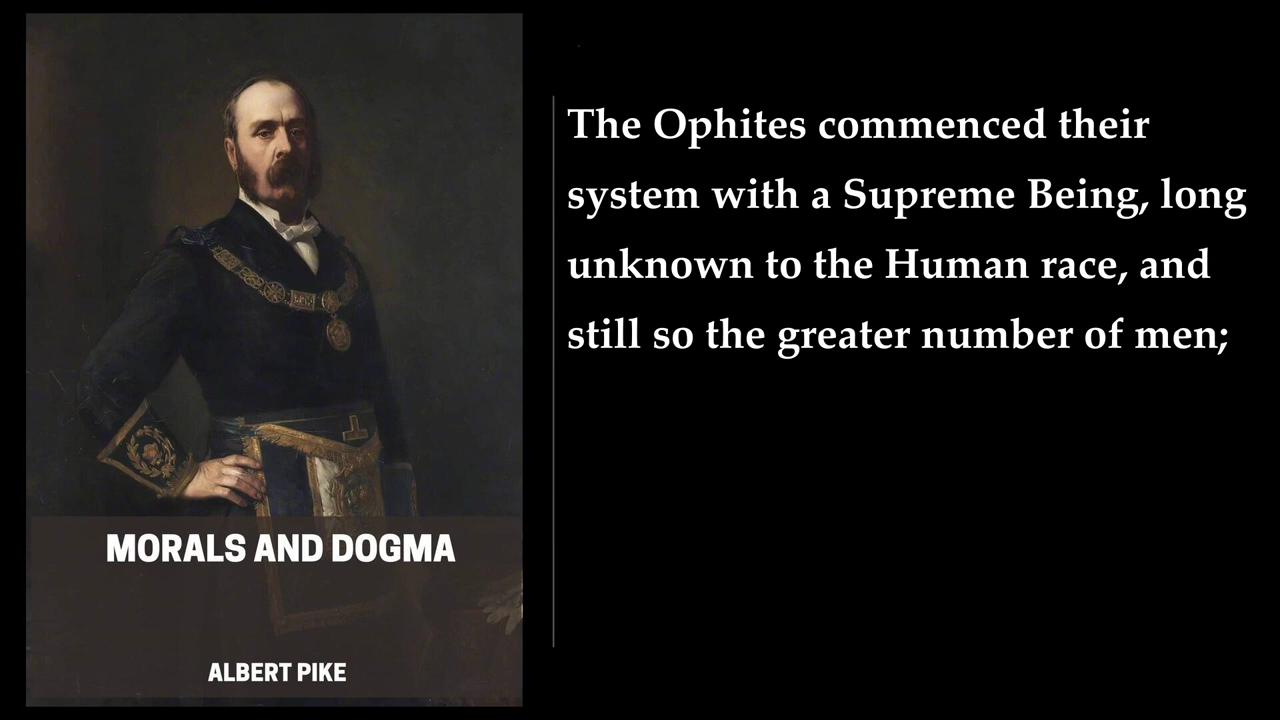 MORALS AND DOGMA
ALBERT PIKE
The Ophites commenced their
system with a Supreme Being, long
unknown to the Human race, and
still so the greater number of men;